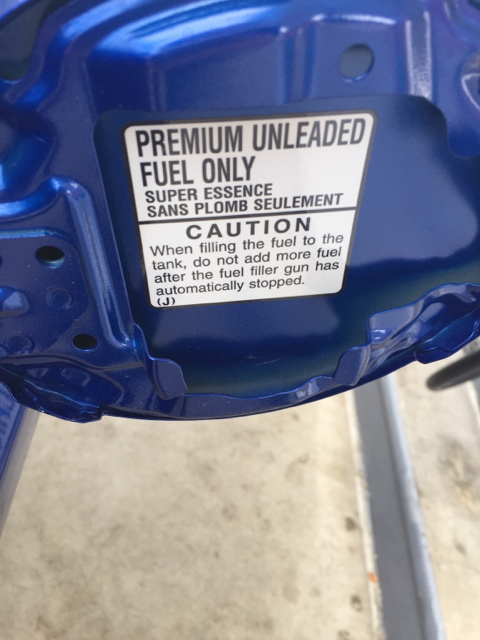 PREMIUM UNLEADED
FUEL ONLY
SUPER ESSENCE
SANS PLOMB SEULEMENT
CAUTION
When filling the fuel to the
tank, do not add more fuel
after the fuel filler gun has
automatically stopped.
(J)